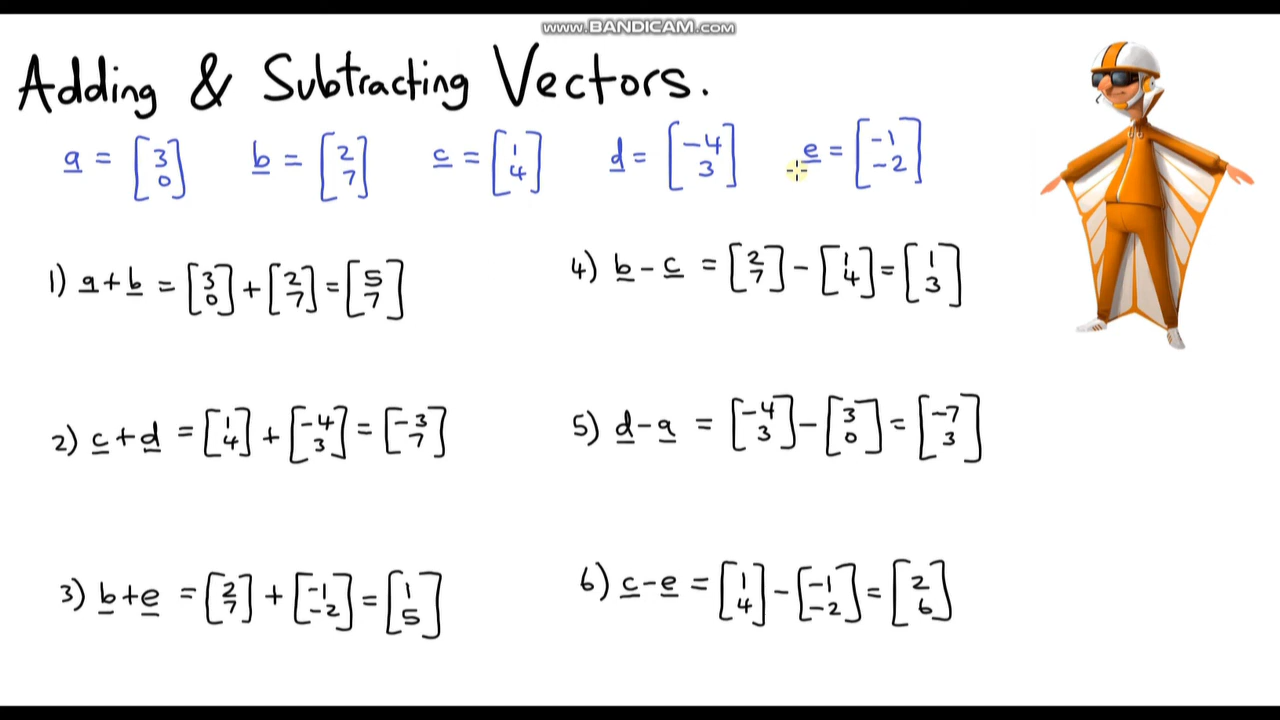 www.BANDICAM.com
Adding & Subtracting Vectors.
a = [3 0] b = [2 7] c = [1 4] d = [-4 3] e = [-1 -2]
1) a + b = [3 0] + [2 7] = [5 7]
4) b - c = [2 7] - [1 4] = [1 3]
2) c + d = [1 4] + [-4 3] = [-3 7]
5) d - a = [-4 3] - [3 0] = [-7 3]
3) b + e = [2 7] + [-1 -2] = [1 5]
6) c - e = [1 4] - [-1 -2] = [2 6]